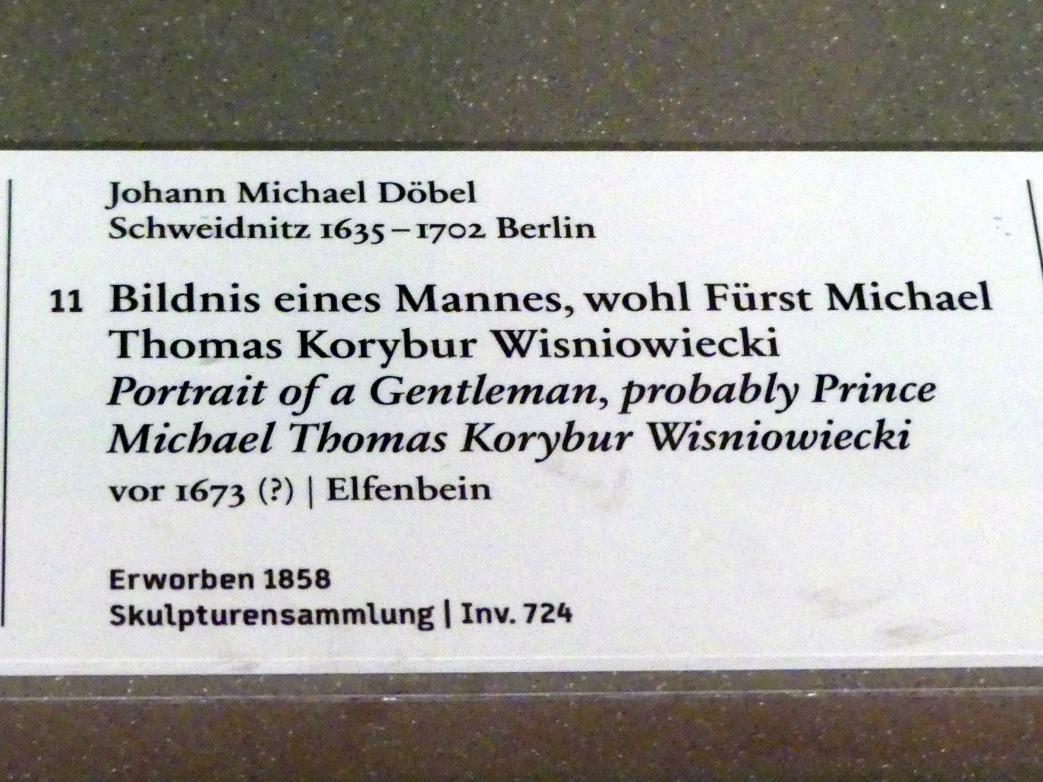 Johann Michael Döbel
Schweidnitz 1635–1702 Berlin
11 Bildnis eines Mannes, wohl Fürst Michael
Thomas Korybur Wisniowiecki
Portrait of a Gentleman, probably Prince
Michael Thomas Korybur Wisniowiecki
vor 1673 (?) | Elfenbein
Erworben 1858
Skulpturensammlung | Inv. 724